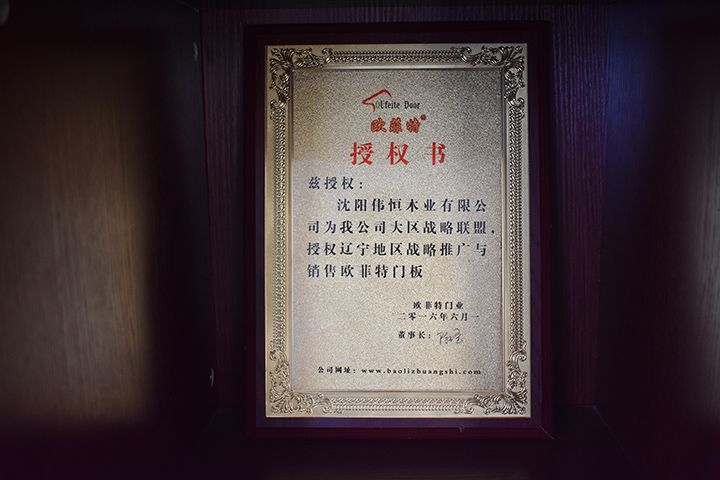 OUfeite Door
欧菲特®
授权书
兹授权:
沈阳伟恒木业有限公
司为我公司大区战略联盟,
授权辽宁地区战略推广与
销售欧菲特门板
欧菲特门业
二零一六年六月一
董事长:
公司网址:www.baolizhuangshi.com